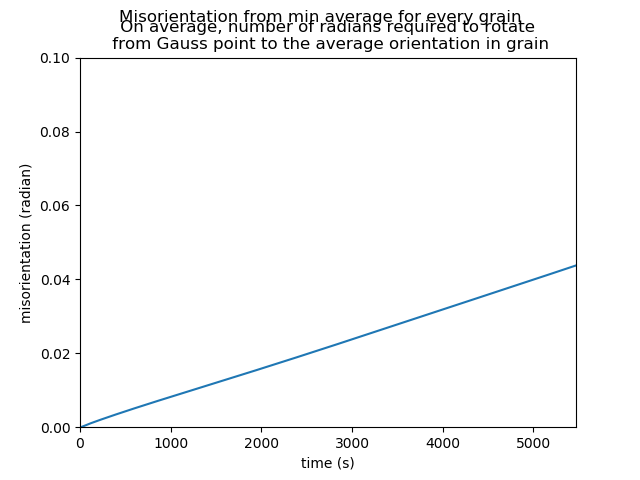 Misorientation from min average for every grain
On average, number of radians required to rotate
from Gauss point to the average orientation in grain
0.10
0.08
0.06
0.04
0.02
0.00
misorientation (radian)
0 1000 2000 3000 4000 5000
time (s)